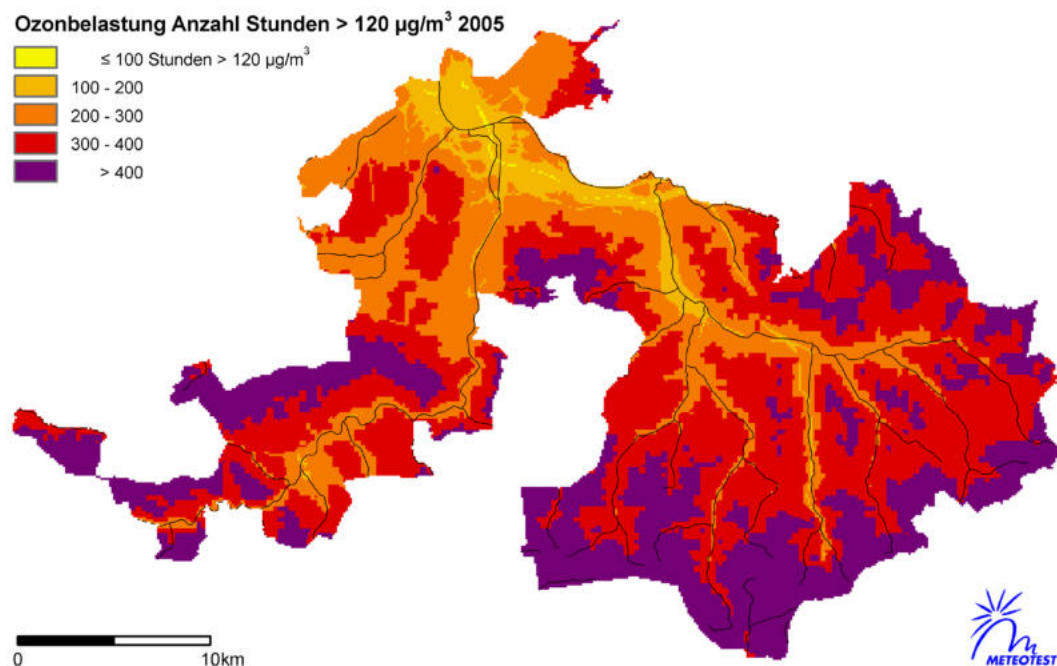 Ozonbelastung Anzahl Stunden > 120 µg/m³ 2005
≤ 100 Stunden > 120 µg/m³
100 - 200
200 - 300
300 - 400
> 400
0 10km
METEOTEST